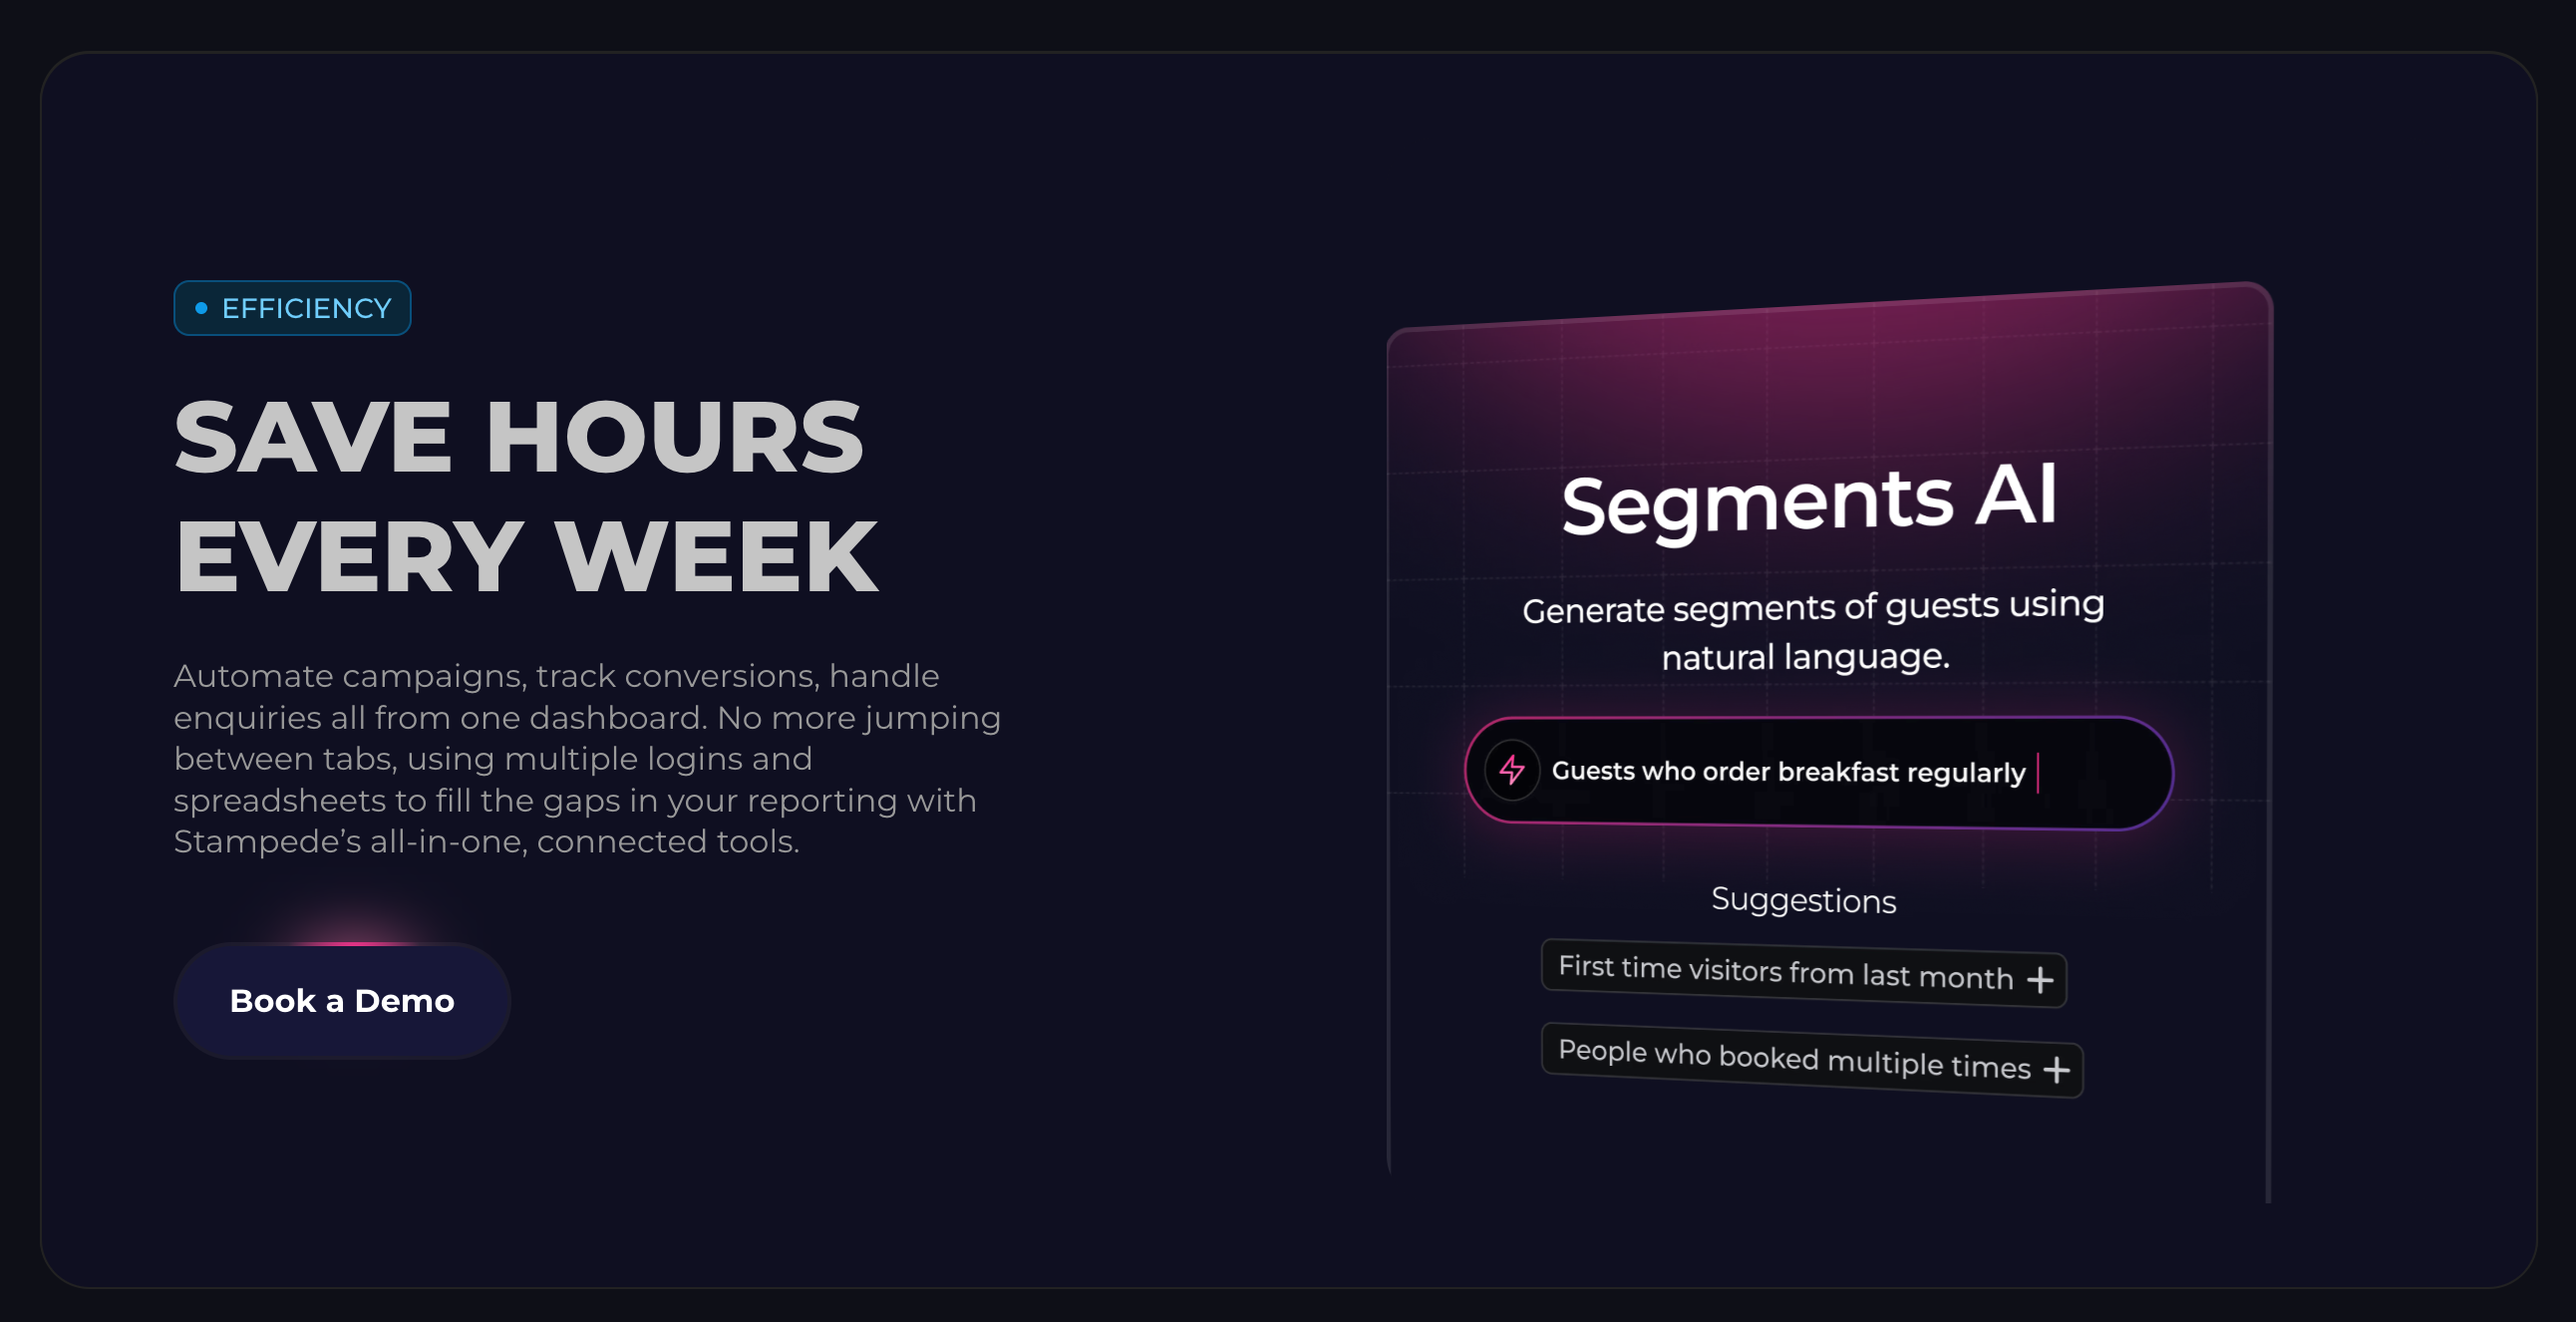 EFFICIENCY
SAVE HOURS
EVERY WEEK
Automate campaigns, track conversions, handle
enquiries all from one dashboard. No more jumping
between tabs, using multiple logins and
spreadsheets to fill the gaps in your reporting with
Stampede’s all-in-one, connected tools.
Book a Demo
Segments AI
Generate segments of guests using
natural language.
Guests who order breakfast regularly
Suggestions
First time visitors from last month +
People who booked multiple times +